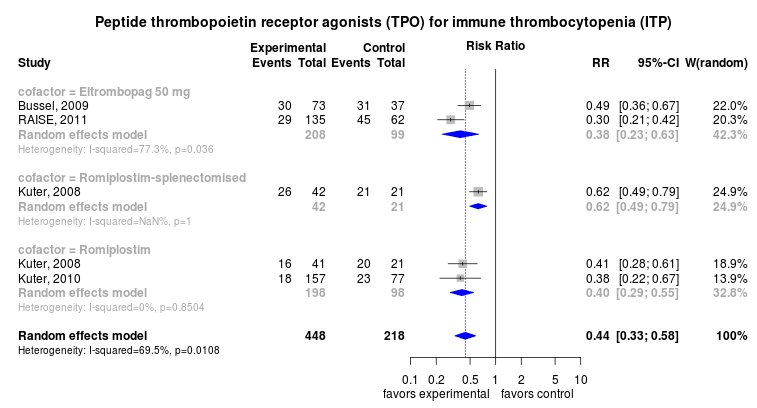 Peptide thrombopoietin receptor agonists (TPO) for immune thrombocytopenia (ITP)
Experimental Control Risk Ratio
Study Events Total Events Total RR 95%-CI W(random)
cofactor = Eltrombopag 50 mg
Bussel, 2009 30 73 31 37 0.49 [0.36; 0.67] 22.0%
RAISE, 2011 29 135 45 62 0.30 [0.21; 0.42] 20.3%
Random effects model 208 99 0.38 [0.23; 0.63] 42.3%
Heterogeneity: I-squared=77.3%, p=0.036
cofactor = Romiplostim-splenectomised
Kuter, 2008 26 42 21 21 0.62 [0.49; 0.79] 24.9%
Random effects model 42 21 0.62 [0.49; 0.79] 24.9%
Heterogeneity: I-squared=NaN%, p=1
cofactor = Romiplostim
Kuter, 2008 16 41 20 21 0.41 [0.28; 0.61] 18.9%
Kuter, 2010 18 157 23 77 0.38 [0.22; 0.67] 13.9%
Random effects model 198 98 0.40 [0.29; 0.55] 32.8%
Heterogeneity: I-squared=0%, p=0.8504
Random effects model 448 218 0.44 [0.33; 0.58] 100%
Heterogeneity: I-squared=69.5%, p=0.0108
0.1 0.2 0.5 1 2 5 10
favors experimental favors control